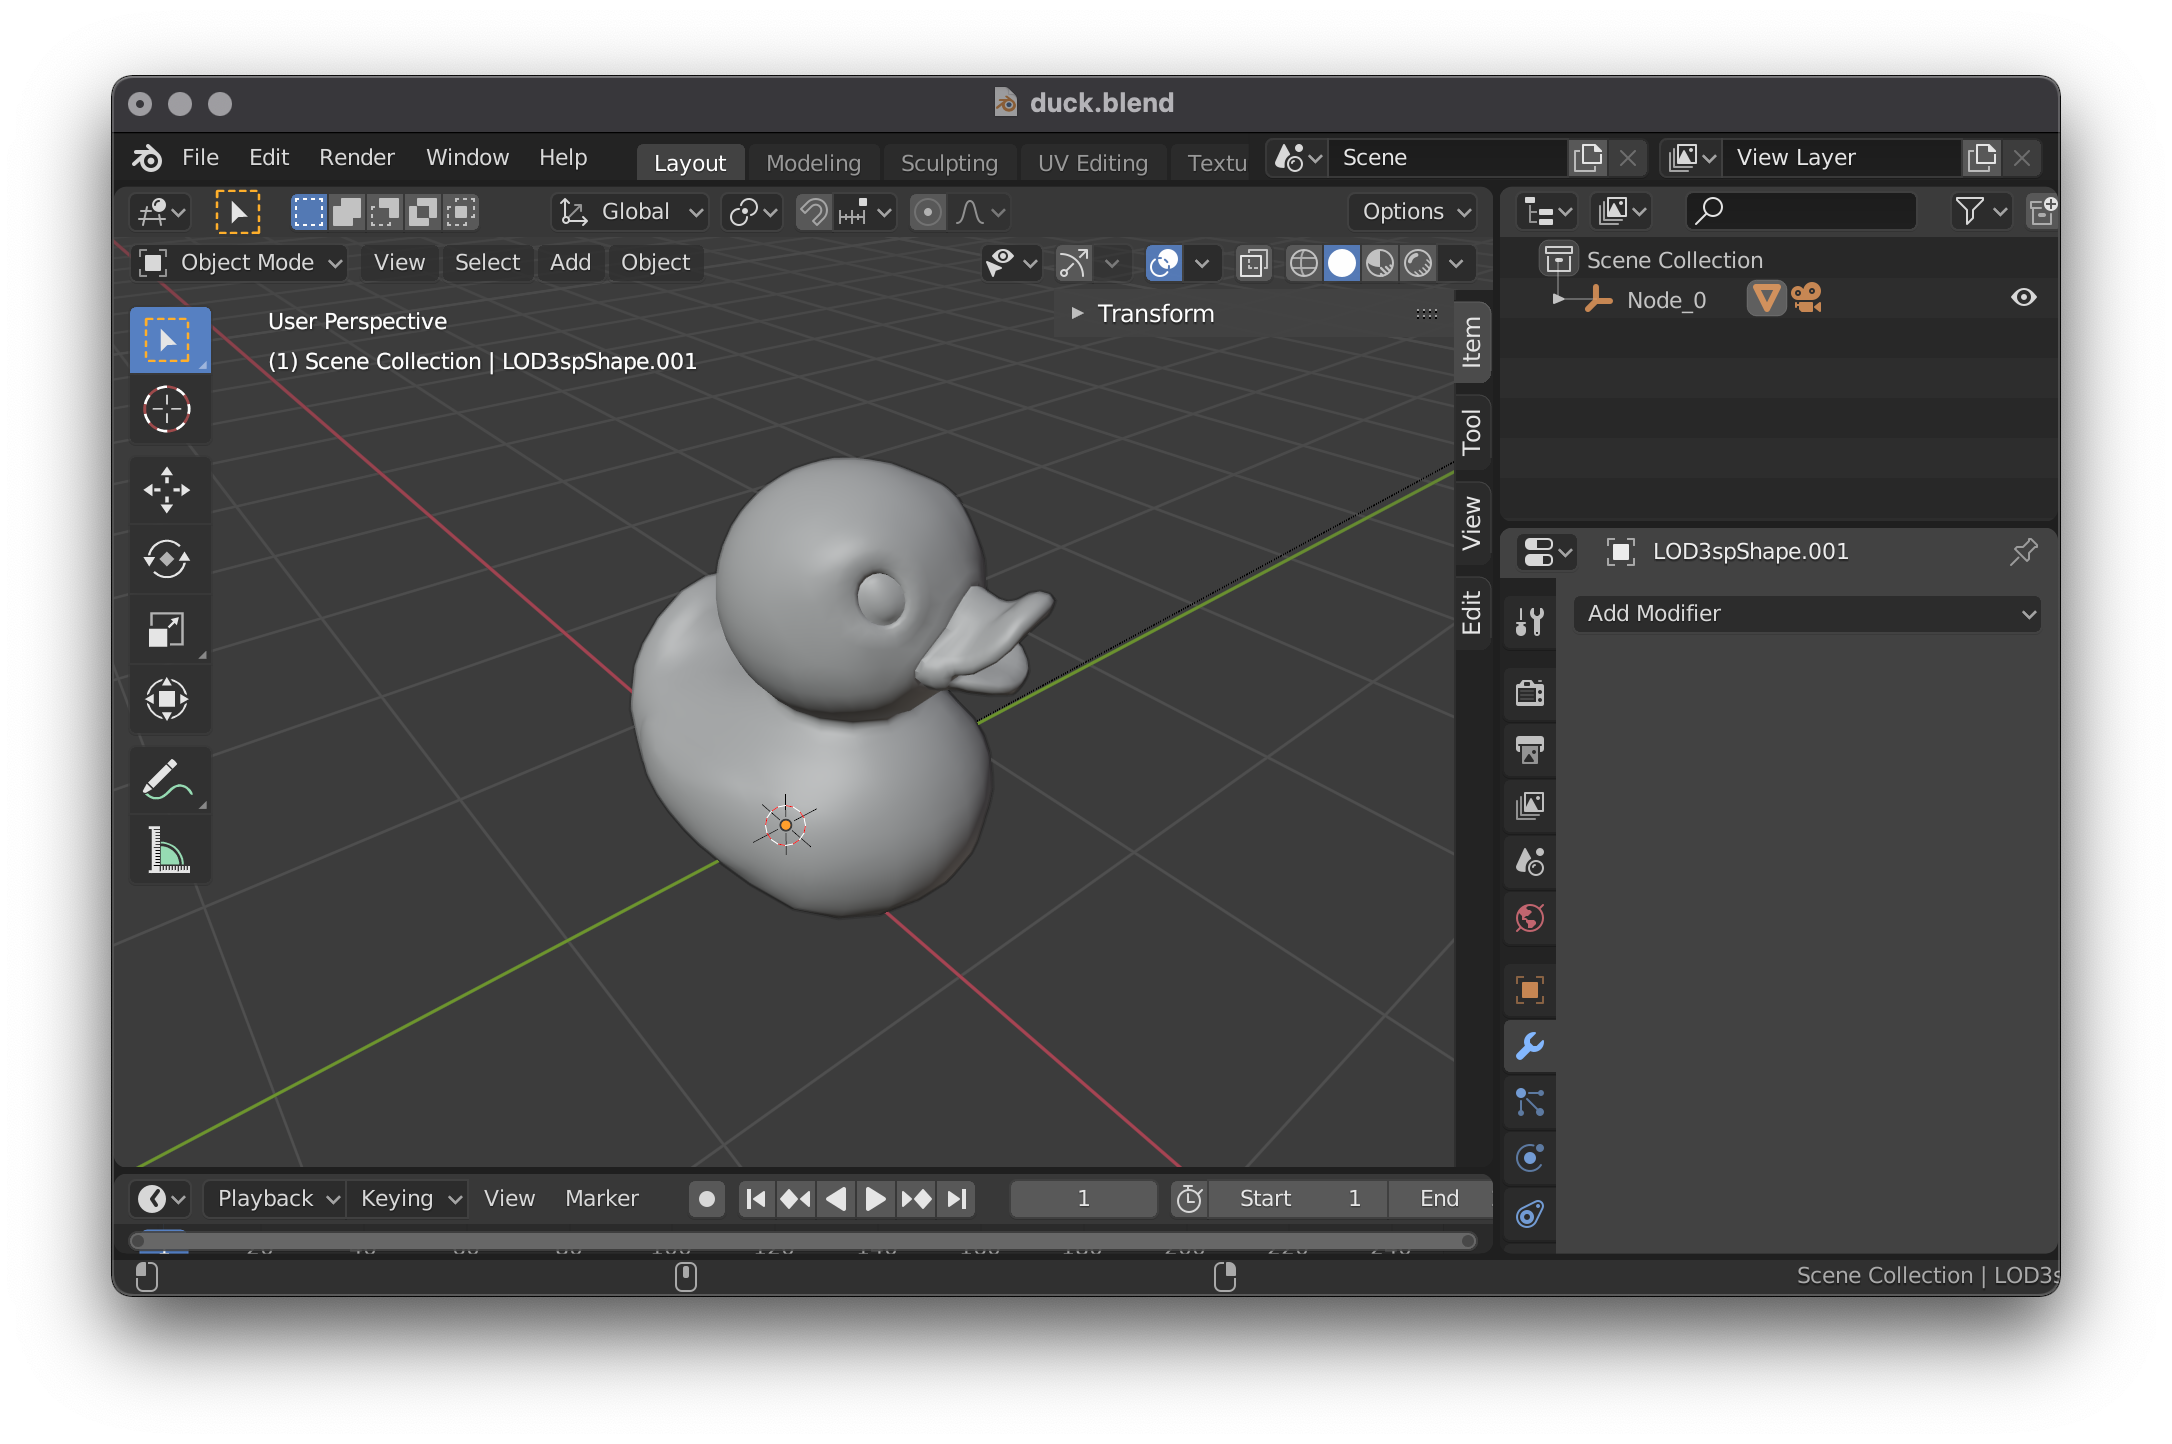 duck.blend
File Edit Render Window Help Layout Modeling Sculpting UV Editing Textu Scene View Layer
Global Options
Object Mode View Select Add Object
Scene Collection
Node_0
User Perspective
(1) Scene Collection | LOD3spShape.001
Transform
Item
Tool
View
Edit
LOD3spShape.001
Add Modifier
Playback Keying View Marker 1 Start 1 End
Scene Collection | LOD3s